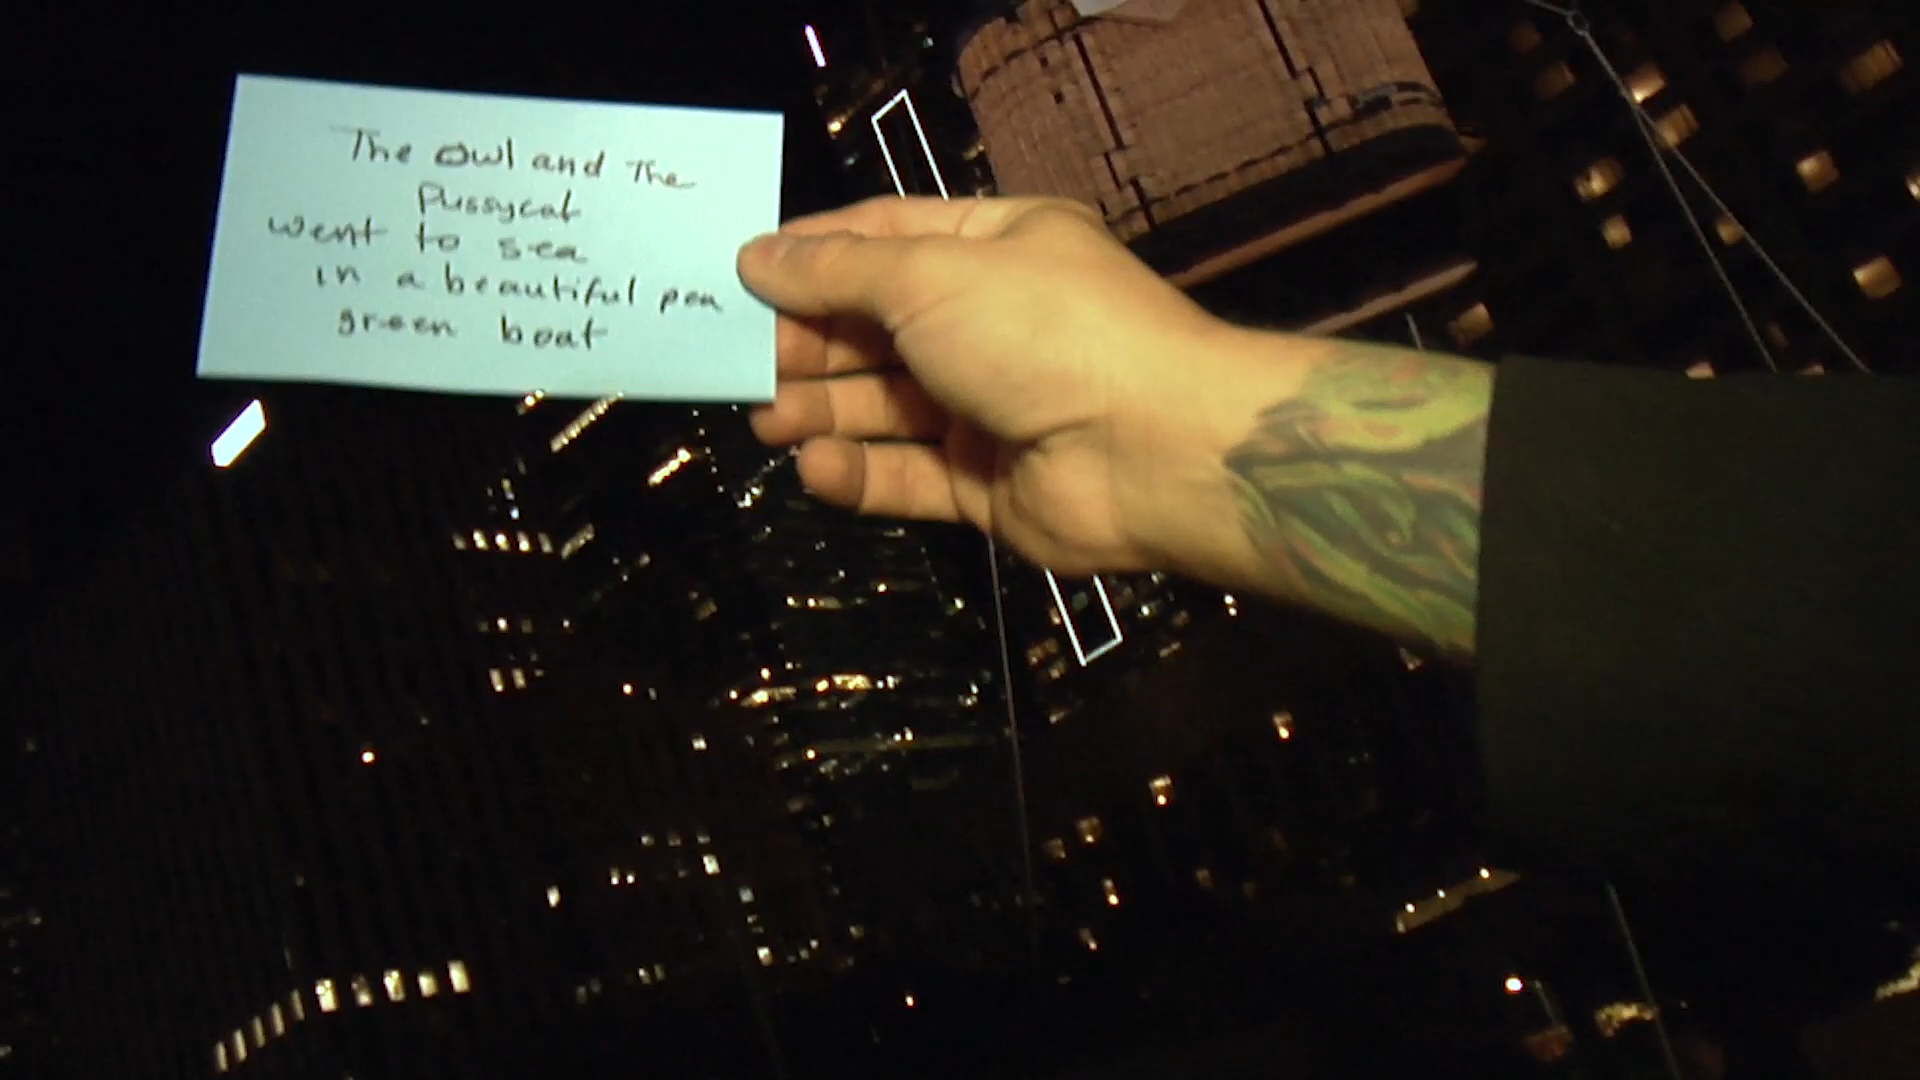 The Owl and The
Pussycat
went to sea
in a beautiful pea
green boat